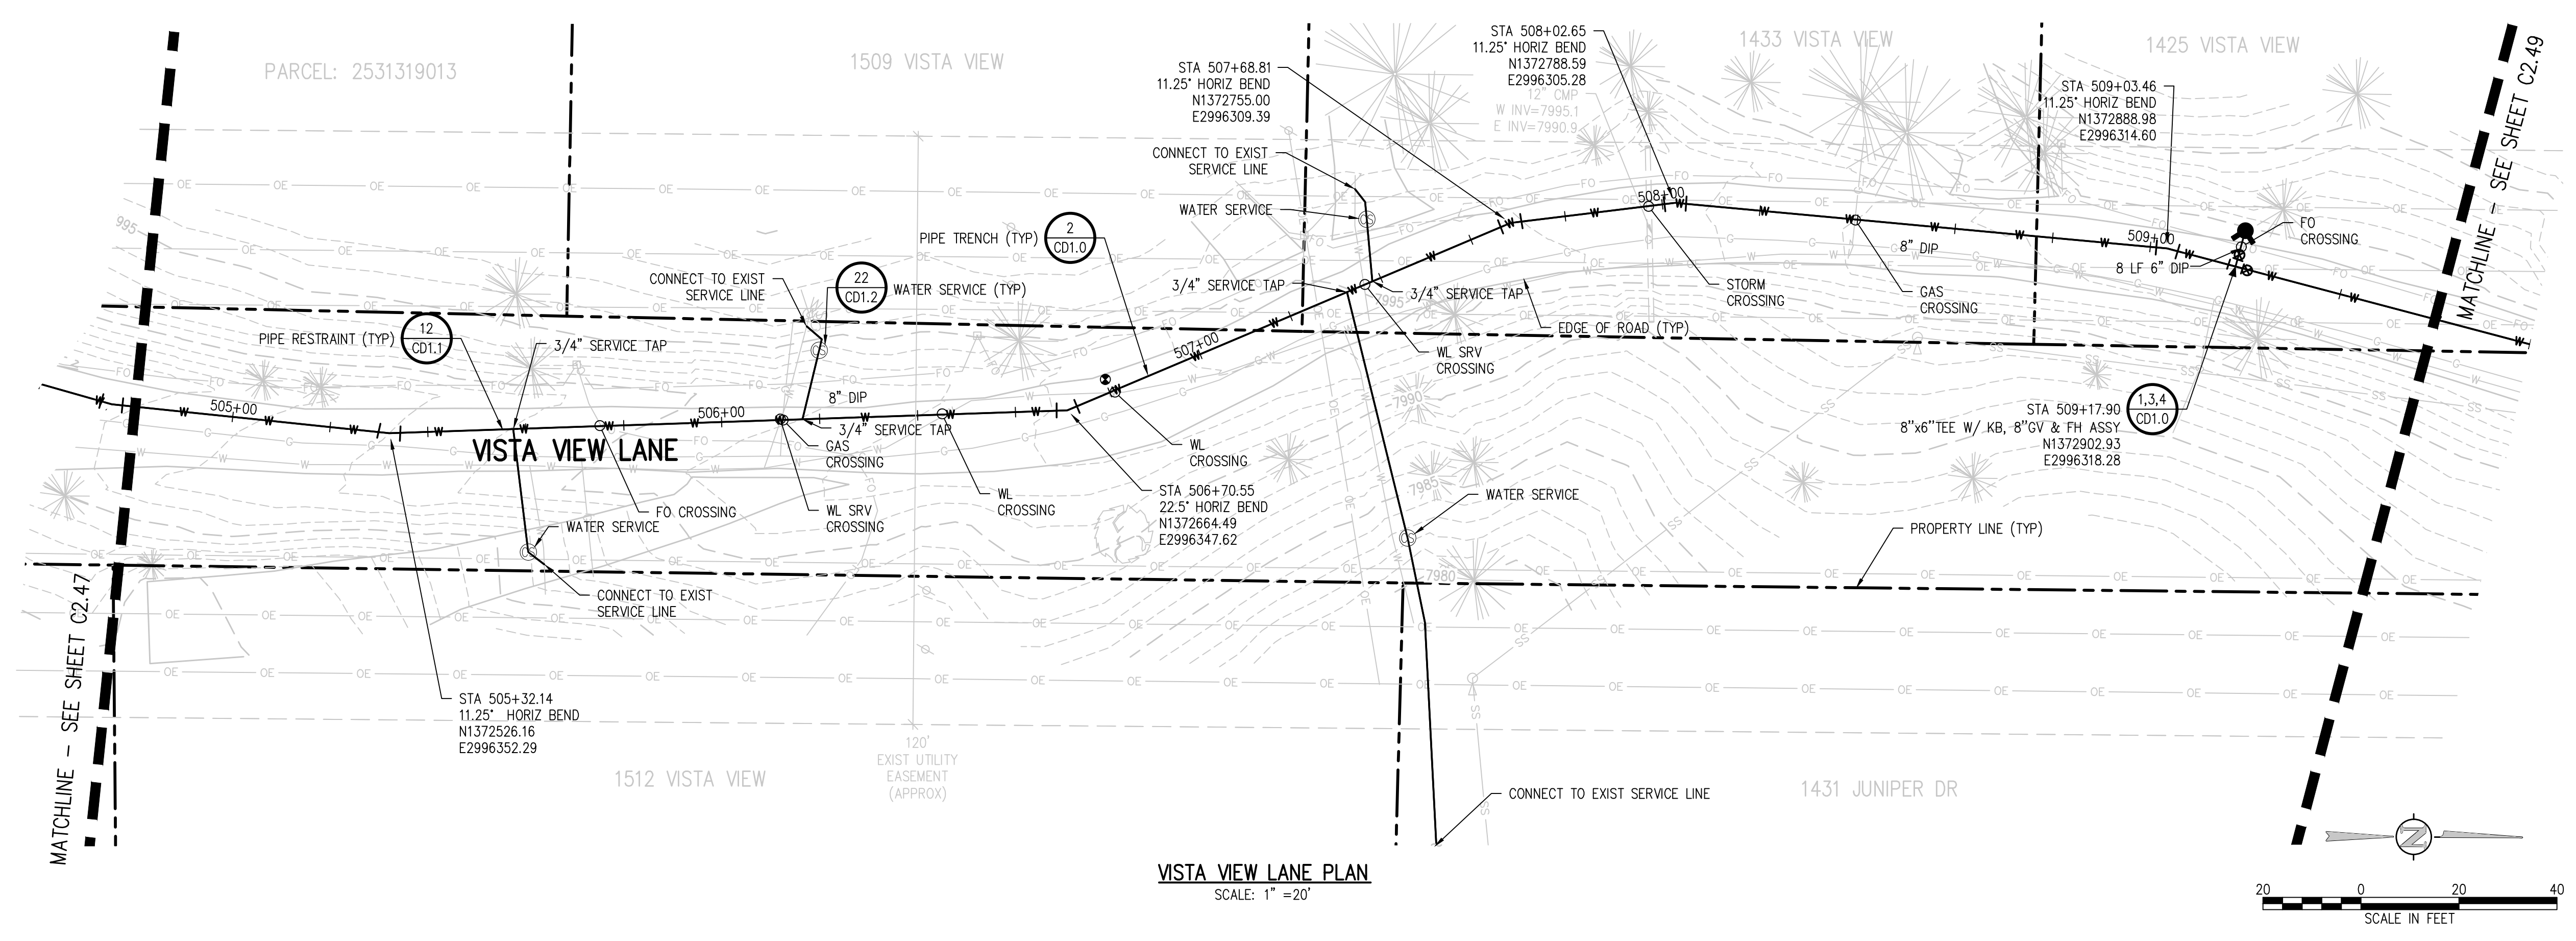 PARCEL: 2531319013
1509 VISTA VIEW
1433 VISTA VIEW
1425 VISTA VIEW
MATCHLINE - SEE SHEET C2.49
STA 508+02.65
11.25° HORIZ BEND
N1372788.59
E2996305.28
12" CMP
W INV=7995.1
E INV=7990.9
STA 507+68.81
11.25° HORIZ BEND
N1372755.00
E2996309.39
STA 509+03.46
11.25° HORIZ BEND
N1372888.98
E2996314.60
CONNECT TO EXIST
SERVICE LINE
WATER SERVICE
2
CD1.0
PIPE TRENCH (TYP)
508+00
509+00
8" DIP
8 LF 6" DIP
FO
CROSSING
CONNECT TO EXIST
SERVICE LINE
22
CD1.2
WATER SERVICE (TYP)
3/4" SERVICE TAP
3/4" SERVICE TAP
7995
STORM
CROSSING
GAS
CROSSING
EDGE OF ROAD (TYP)
995
PIPE RESTRAINT (TYP)
12
CD1.1
3/4" SERVICE TAP
507+00
WL SRV
CROSSING
505+00
506+00
8" DIP
3/4" SERVICE TAP
VISTA VIEW LANE
GAS
CROSSING
WL
CROSSING
7990
1,3,4
CD1.0
STA 509+17.90
8"x6"TEE W/ KB, 8"GV & FH ASSY
N1372902.93
E2996318.28
FO CROSSING
WL SRV
CROSSING
WL
CROSSING
STA 506+70.55
22.5° HORIZ BEND
N1372664.49
E2996347.62
7985
WATER SERVICE
WATER SERVICE
PROPERTY LINE (TYP)
7980
CONNECT TO EXIST
SERVICE LINE
MATCHLINE - SEE SHEET C2.47
STA 505+32.14
11.25° HORIZ BEND
N1372526.16
E2996352.29
1512 VISTA VIEW
120'
EXIST UTILITY
EASEMENT
(APPROX)
CONNECT TO EXIST SERVICE LINE
1431 JUNIPER DR
VISTA VIEW LANE PLAN
SCALE: 1" =20'
N
20 0 20 40
SCALE IN FEET